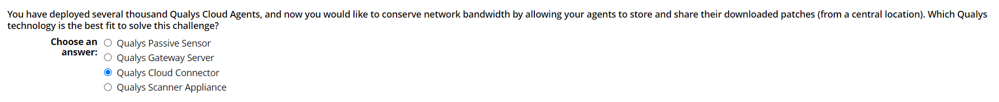 You have deployed several thousand Qualys Cloud Agents, and now you would like to conserve network bandwidth by allowing your agents to store and share their downloaded patches (from a central location). Which Qualys
technology is the best fit to solve this challenge?
Choose an
answer:
Qualys Passive Sensor
Qualys Gateway Server
Qualys Cloud Connector
Qualys Scanner Appliance